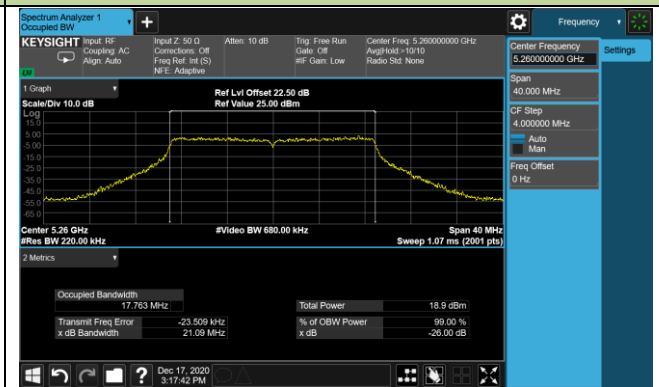 Spectrum Analyzer 1
Occupied BW
Frequency
KEYSIGHT
Input: RF
Coupling: AC
Align: Auto
Input Z: 50 Ω
Corrections: Off
Freq Ref: Int (S)
NFE: Adaptive
Atten: 10 dB
Trig: Free Run
Gate: Off
#IF Gain: Low
Center Freq: 5.260000000 GHz
Avg|Hold:>10/10
Radio Std: None
Center Frequency
5.260000000 GHz
Settings
Span
40.000 MHz
CF Step
4.000000 MHz
Auto
Man
Freq Offset
0 Hz
1 Graph
Scale/Div 10.0 dB
Ref Lvl Offset 22.50 dB
Ref Value 25.00 dBm
Log
15.0
5.00
-5.00
-15.0
-25.0
-35.0
-45.0
-55.0
-65.0
Center 5.26 GHz
#Video BW 680.00 kHz
Span 40 MHz
#Res BW 220.00 kHz
Sweep 1.07 ms (2001 pts)
2 Metrics
Occupied Bandwidth
17.763 MHz
Total Power
18.9 dBm
Transmit Freq Error
-23.509 kHz
% of OBW Power
99.00 %
x dB Bandwidth
21.09 MHz
x dB
-26.00 dB
?
Dec 17, 2020
3:17:42 PM